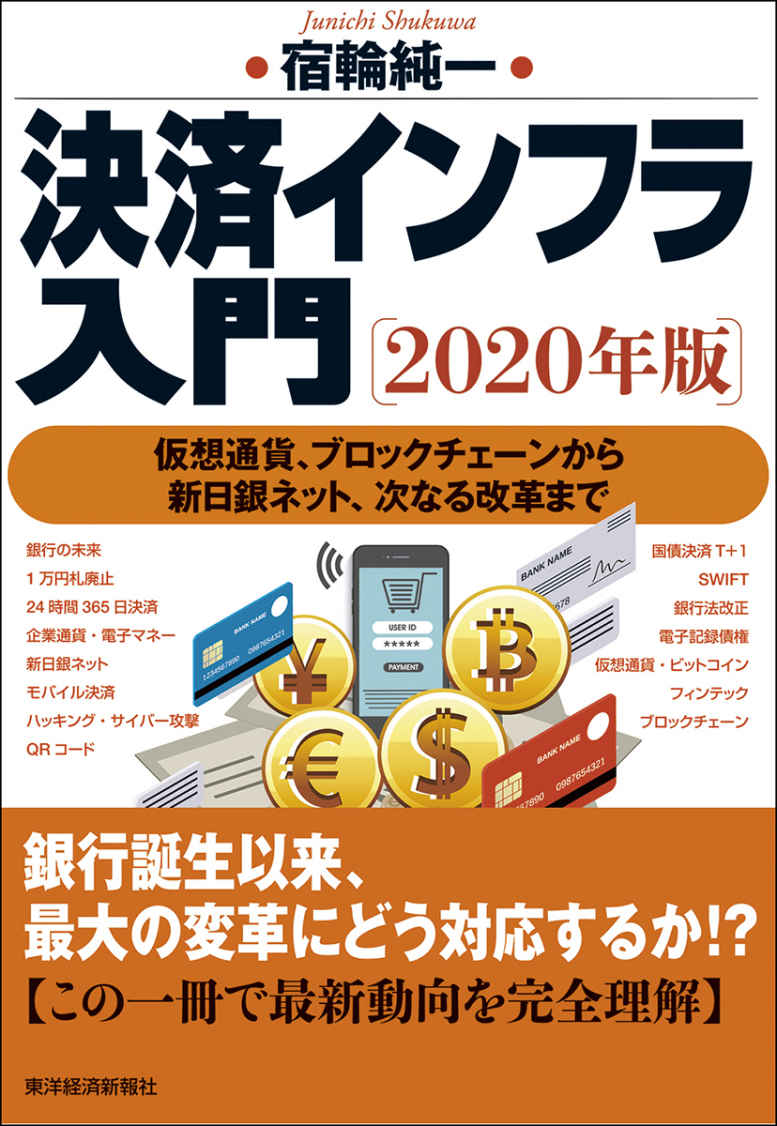 Junichi Shukuwa
●宿輪純一●
決済インフラ
入門
[2020年版]
仮想通貨、ブロックチェーンから
新日銀ネット、次なる改革まで
銀行の未来
1万円札廃止
24時間365日決済
企業通貨・電子マネー
新日銀ネット
モバイル決済
ハッキング・サイバー攻撃
QRコード
国債決済T+1
SWIFT
銀行法改正
電子記録債権
仮想通貨・ビットコイン
フィンテック
ブロックチェーン
BANK NAME
678
BANK NAME
1234567890 0987654321
USER ID
*****
PAYMENT
¥
B
€
$
BANK NAME
567890 0987654321
銀行誕生以来、
最大の変革にどう対応するか!?
【この一冊で最新動向を完全理解】
東洋経済新報社